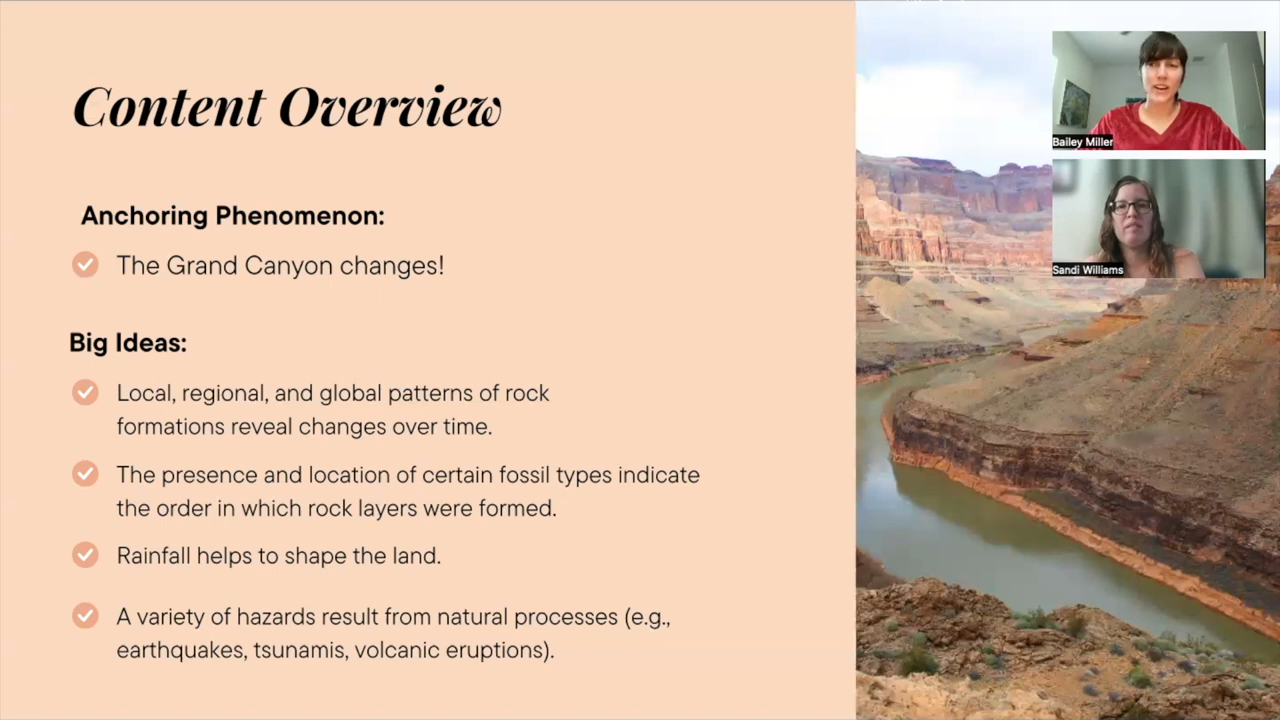 Content Overview
Anchoring Phenomenon:
The Grand Canyon changes!
Big Ideas:
Local, regional, and global patterns of rock
formations reveal changes over time.
The presence and location of certain fossil types indicate
the order in which rock layers were formed.
Rainfall helps to shape the land.
A variety of hazards result from natural processes (e.g.,
earthquakes, tsunamis, volcanic eruptions).
Bailey Miller
Sandi Williams